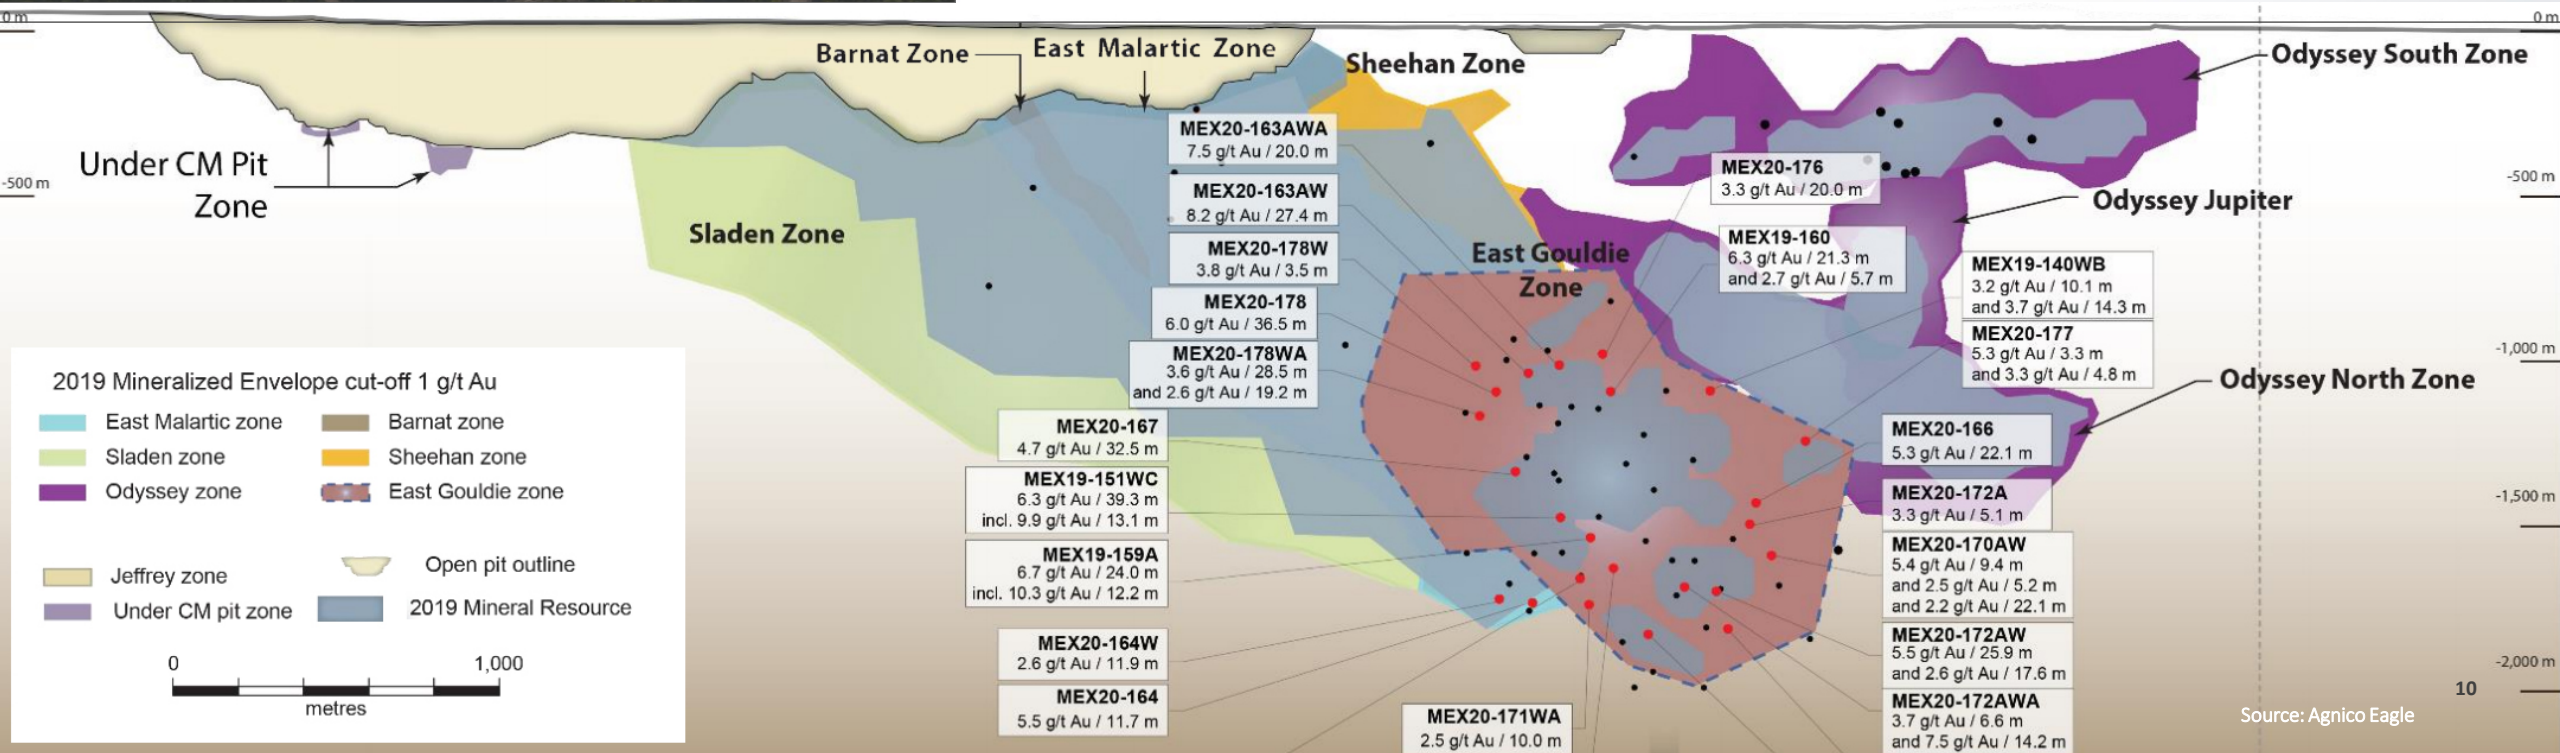 0 m
0 m
Barnat Zone
East Malartic Zone
Sheehan Zone
Odyssey South Zone
Under CM Pit
Zone
-500 m
-500 m
MEX20-163AWA
7.5 g/t Au / 20.0 m
MEX20-176
3.3 g/t Au / 20.0 m
MEX20-163AW
8.2 g/t Au / 27.4 m
Odyssey Jupiter
Sladen Zone
MEX20-178W
3.8 g/t Au / 3.5 m
East Gouldie
Zone
MEX19-160
6.3 g/t Au / 21.3 m
and 2.7 g/t Au / 5.7 m
MEX19-140WB
3.2 g/t Au / 10.1 m
and 3.7 g/t Au / 14.3 m
MEX20-178
6.0 g/t Au / 36.5 m
MEX20-177
5.3 g/t Au / 3.3 m
and 3.3 g/t Au / 4.8 m
-1,000 m
MEX20-178WA
3.6 g/t Au / 28.5 m
and 2.6 g/t Au / 19.2 m
Odyssey North Zone
2019 Mineralized Envelope cut-off 1 g/t Au
East Malartic zone
Barnat zone
Sladen zone
Sheehan zone
Odyssey zone
East Gouldie zone
Jeffrey zone
Open pit outline
Under CM pit zone
2019 Mineral Resource
0
1,000
metres
MEX20-167
4.7 g/t Au / 32.5 m
MEX19-151WC
6.3 g/t Au / 39.3 m
incl. 9.9 g/t Au / 13.1 m
MEX19-159A
6.7 g/t Au / 24.0 m
incl. 10.3 g/t Au / 12.2 m
MEX20-164W
2.6 g/t Au / 11.9 m
MEX20-164
5.5 g/t Au / 11.7 m
MEX20-171WA
2.5 g/t Au / 10.0 m
MEX20-166
5.3 g/t Au / 22.1 m
MEX20-172A
3.3 g/t Au / 5.1 m
-1,500 m
MEX20-170AW
5.4 g/t Au / 9.4 m
and 2.5 g/t Au / 5.2 m
and 2.2 g/t Au / 22.1 m
MEX20-172AW
5.5 g/t Au / 25.9 m
and 2.6 g/t Au / 17.6 m
-2,000 m
MEX20-172AWA
3.7 g/t Au / 6.6 m
and 7.5 g/t Au / 14.2 m
10
Source: Agnico Eagle